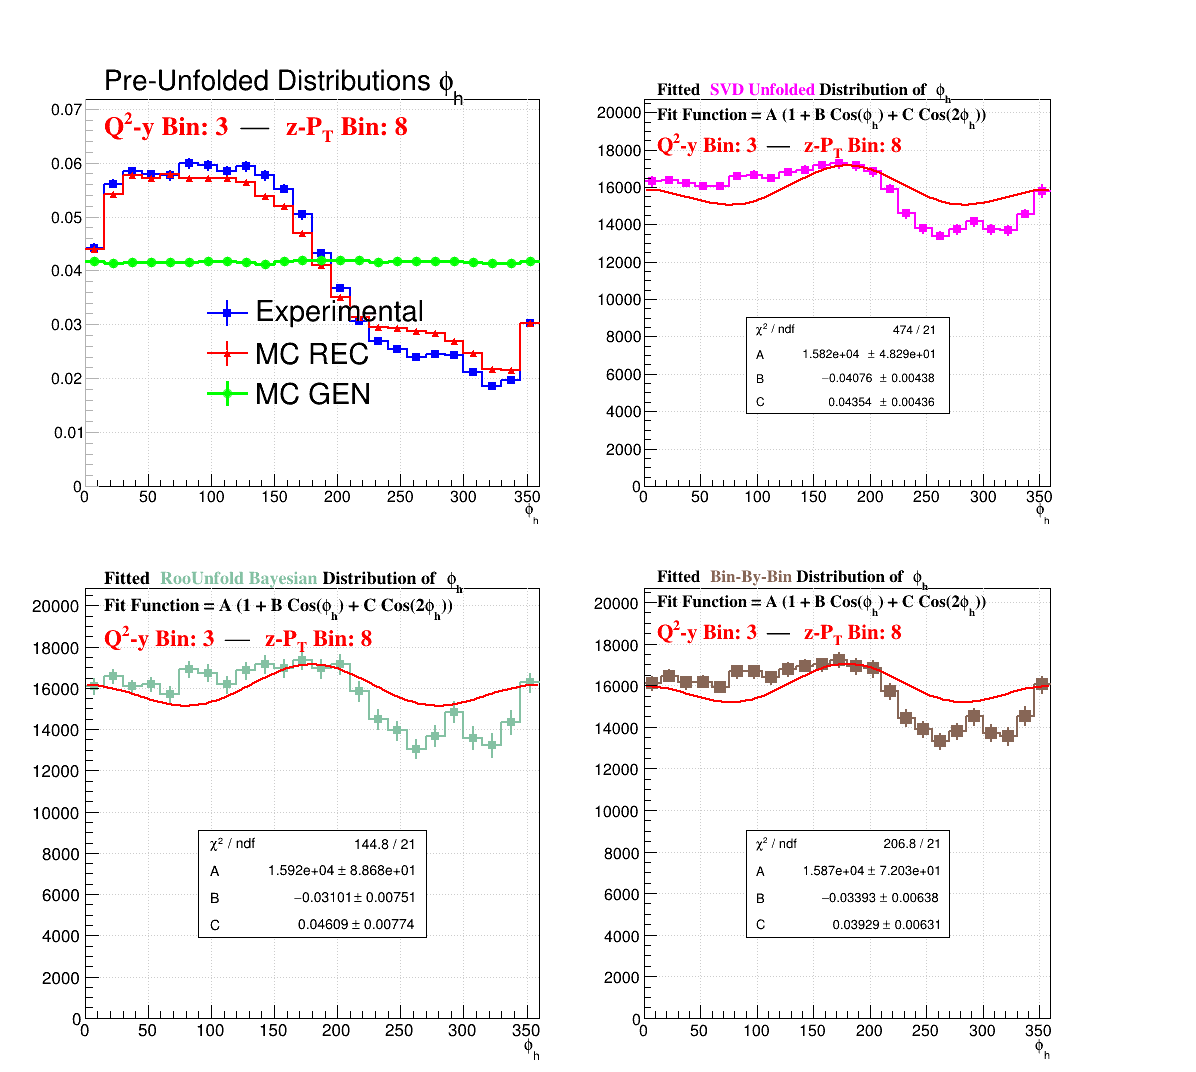 Pre-Unfolded Distributions ϕ_h
Q²-y Bin: 3 — z-P_T Bin: 8
0.07
0.06
0.05
0.04
0.03
0.02
0.01
0
Experimental
MC REC
MC GEN
0 50 100 150 200 250 300 350
ϕ_h
Fitted SVD Unfolded Distribution of ϕ_h
Fit Function = A (1 + B Cos(ϕ_h) + C Cos(2ϕ_h))
Q²-y Bin: 3 — z-P_T Bin: 8
20000
18000
16000
14000
12000
10000
8000
6000
4000
2000
0
χ² / ndf 474 / 21
A 1.582e+04 ± 4.829e+01
B −0.04076 ± 0.00438
C 0.04354 ± 0.00436
0 50 100 150 200 250 300 350
ϕ_h
Fitted RooUnfold Bayesian Distribution of ϕ_h
Fit Function = A (1 + B Cos(ϕ_h) + C Cos(2ϕ_h))
Q²-y Bin: 3 — z-P_T Bin: 8
20000
18000
16000
14000
12000
10000
8000
6000
4000
2000
0
χ² / ndf 144.8 / 21
A 1.592e+04 ± 8.868e+01
B −0.03101 ± 0.00751
C 0.04609 ± 0.00774
0 50 100 150 200 250 300 350
ϕ_h
Fitted Bin-By-Bin Distribution of ϕ_h
Fit Function = A (1 + B Cos(ϕ_h) + C Cos(2ϕ_h))
Q²-y Bin: 3 — z-P_T Bin: 8
20000
18000
16000
14000
12000
10000
8000
6000
4000
2000
0
χ² / ndf 206.8 / 21
A 1.587e+04 ± 7.203e+01
B −0.03393 ± 0.00638
C 0.03929 ± 0.00631
0 50 100 150 200 250 300 350
ϕ_h